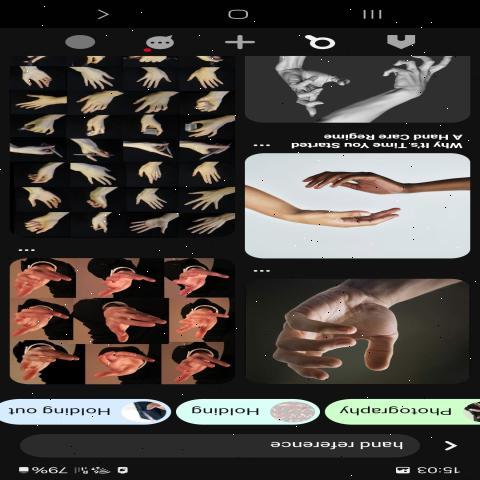 15:03 79%
hand reference
Photography Holding Holding out
Why It's Time You Started
A Hand Care Regime